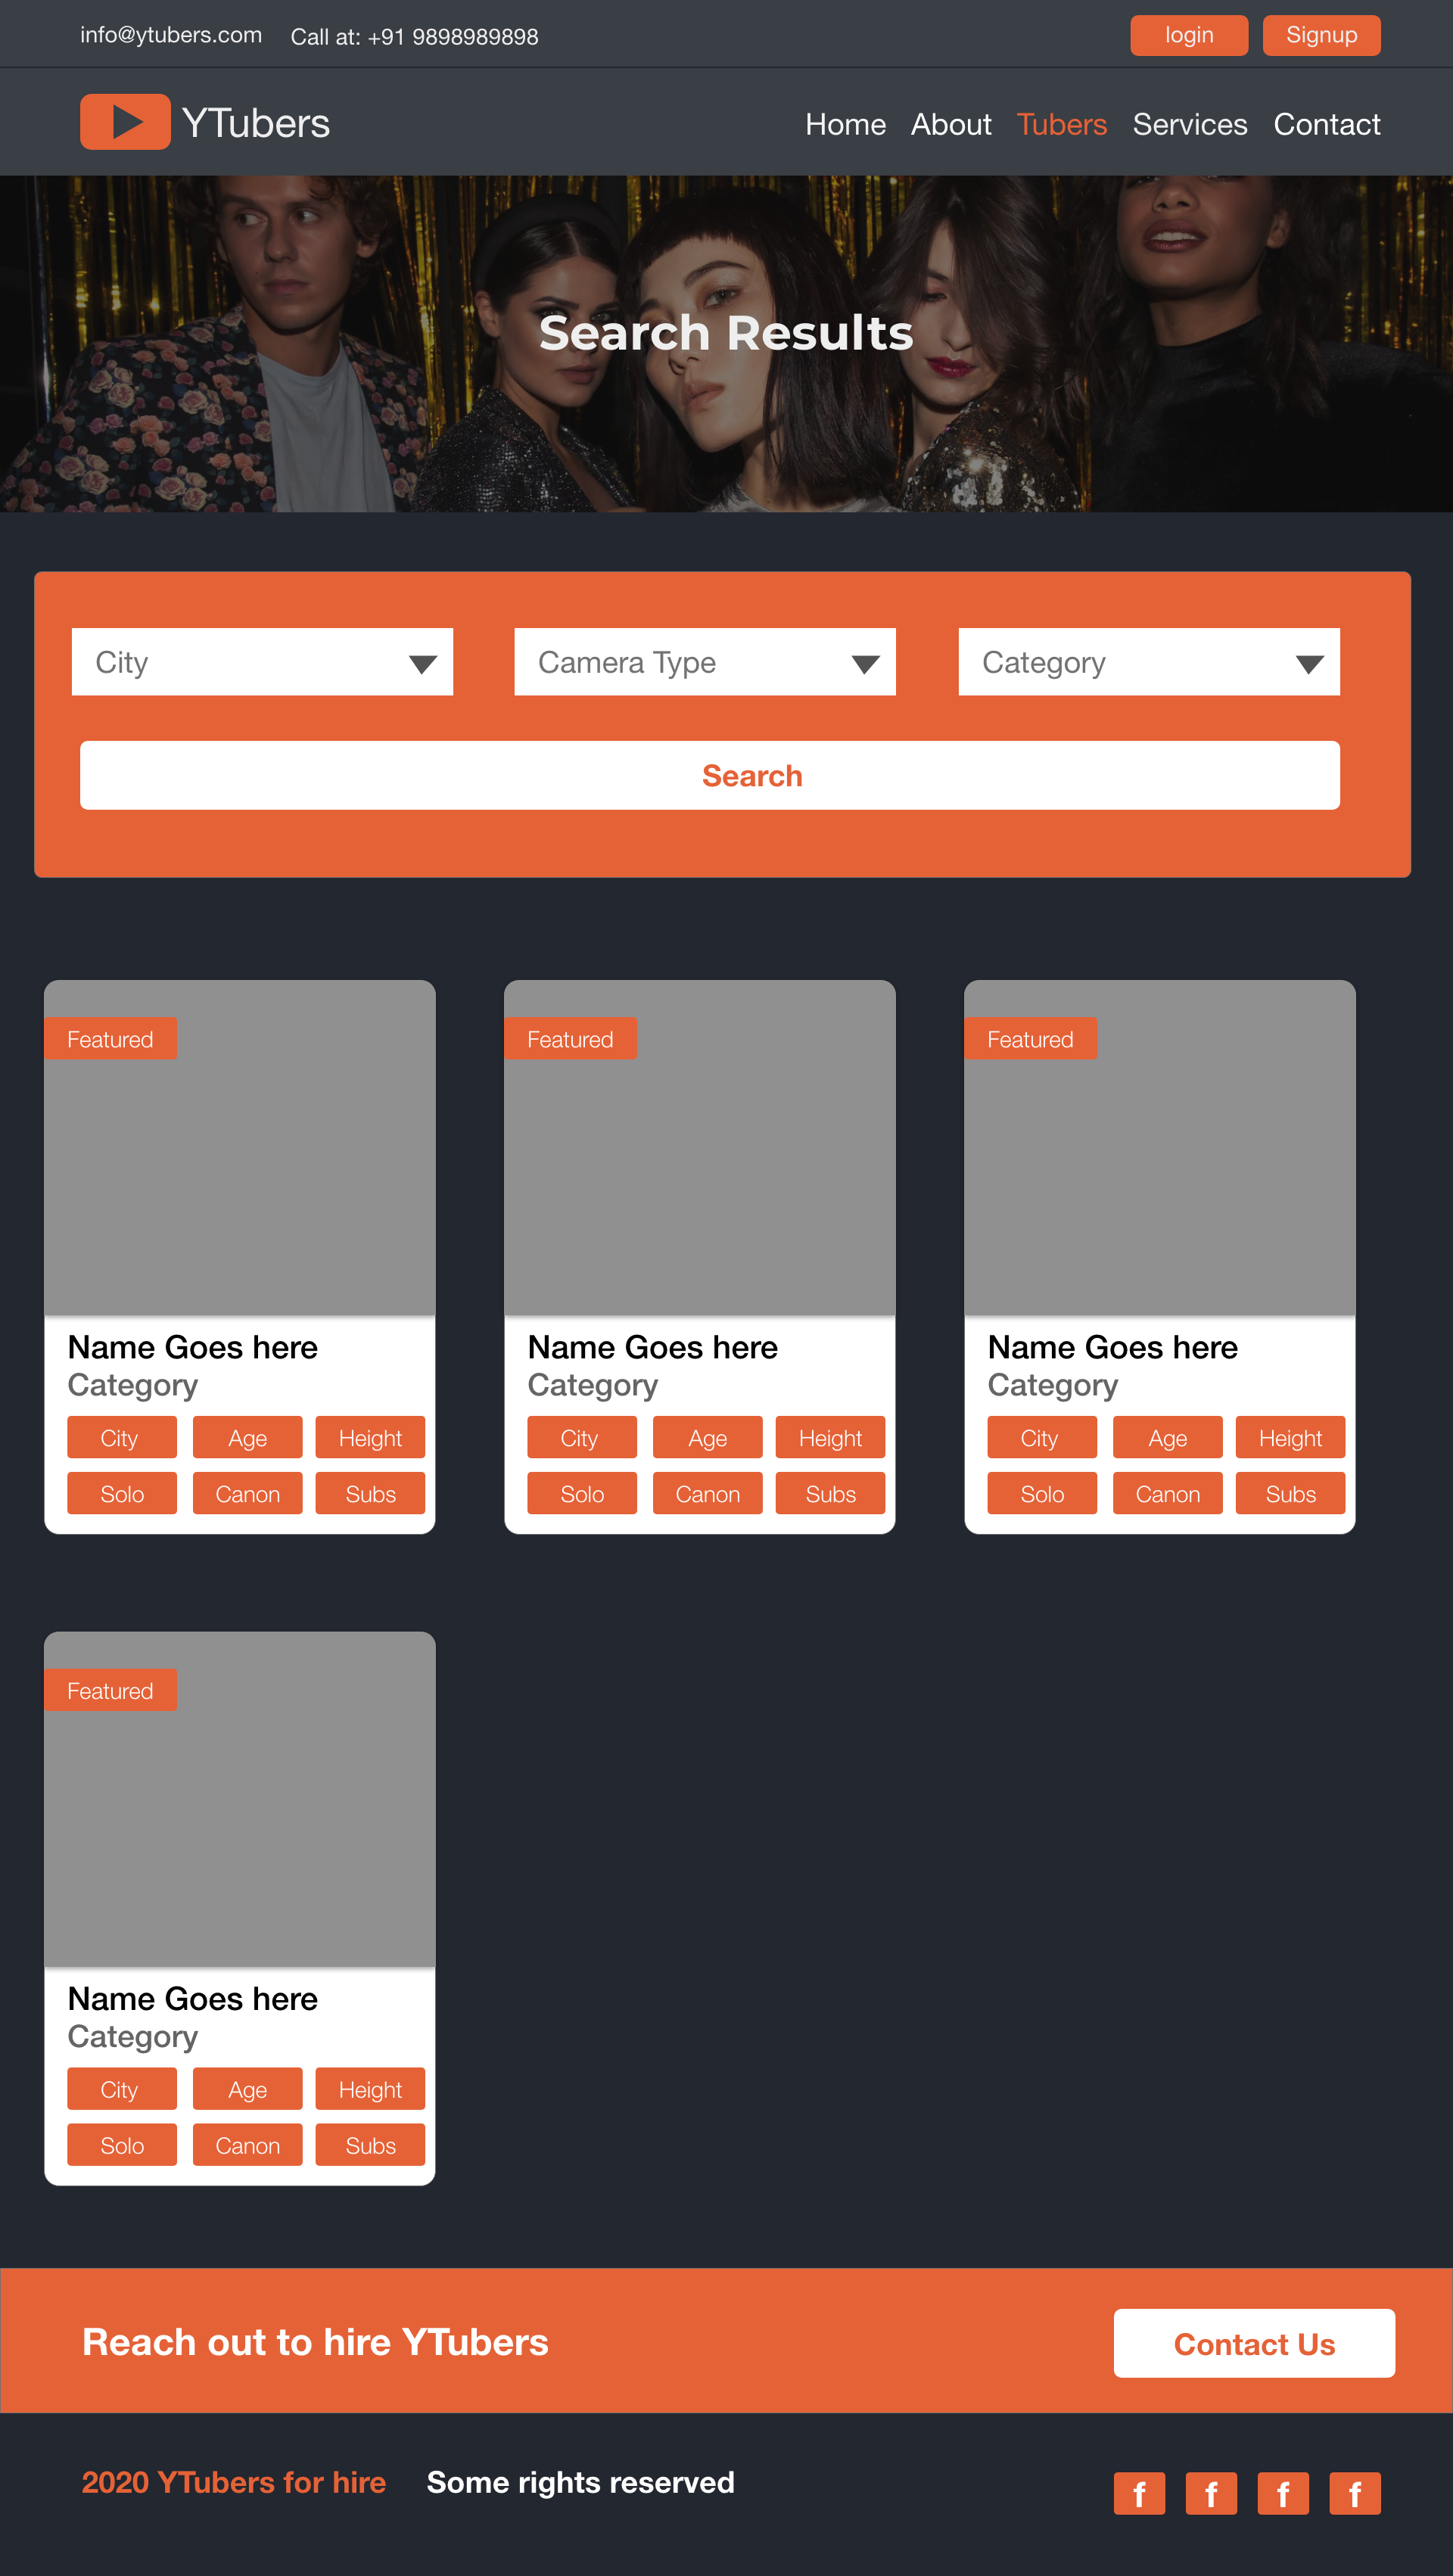 info@ytubers.com Call at: +91 9898989898 login Signup
YTubers Home About Tubers Services Contact
Search Results
City Camera Type Category
Search
Featured Featured Featured
Name Goes here Name Goes here Name Goes here
Category Category Category
City Age Height City Age Height City Age Height
Solo Canon Subs Solo Canon Subs Solo Canon Subs
Featured
Name Goes here
Category
City Age Height
Solo Canon Subs
Reach out to hire YTubers Contact Us
2020 YTubers for hire Some rights reserved f f f f